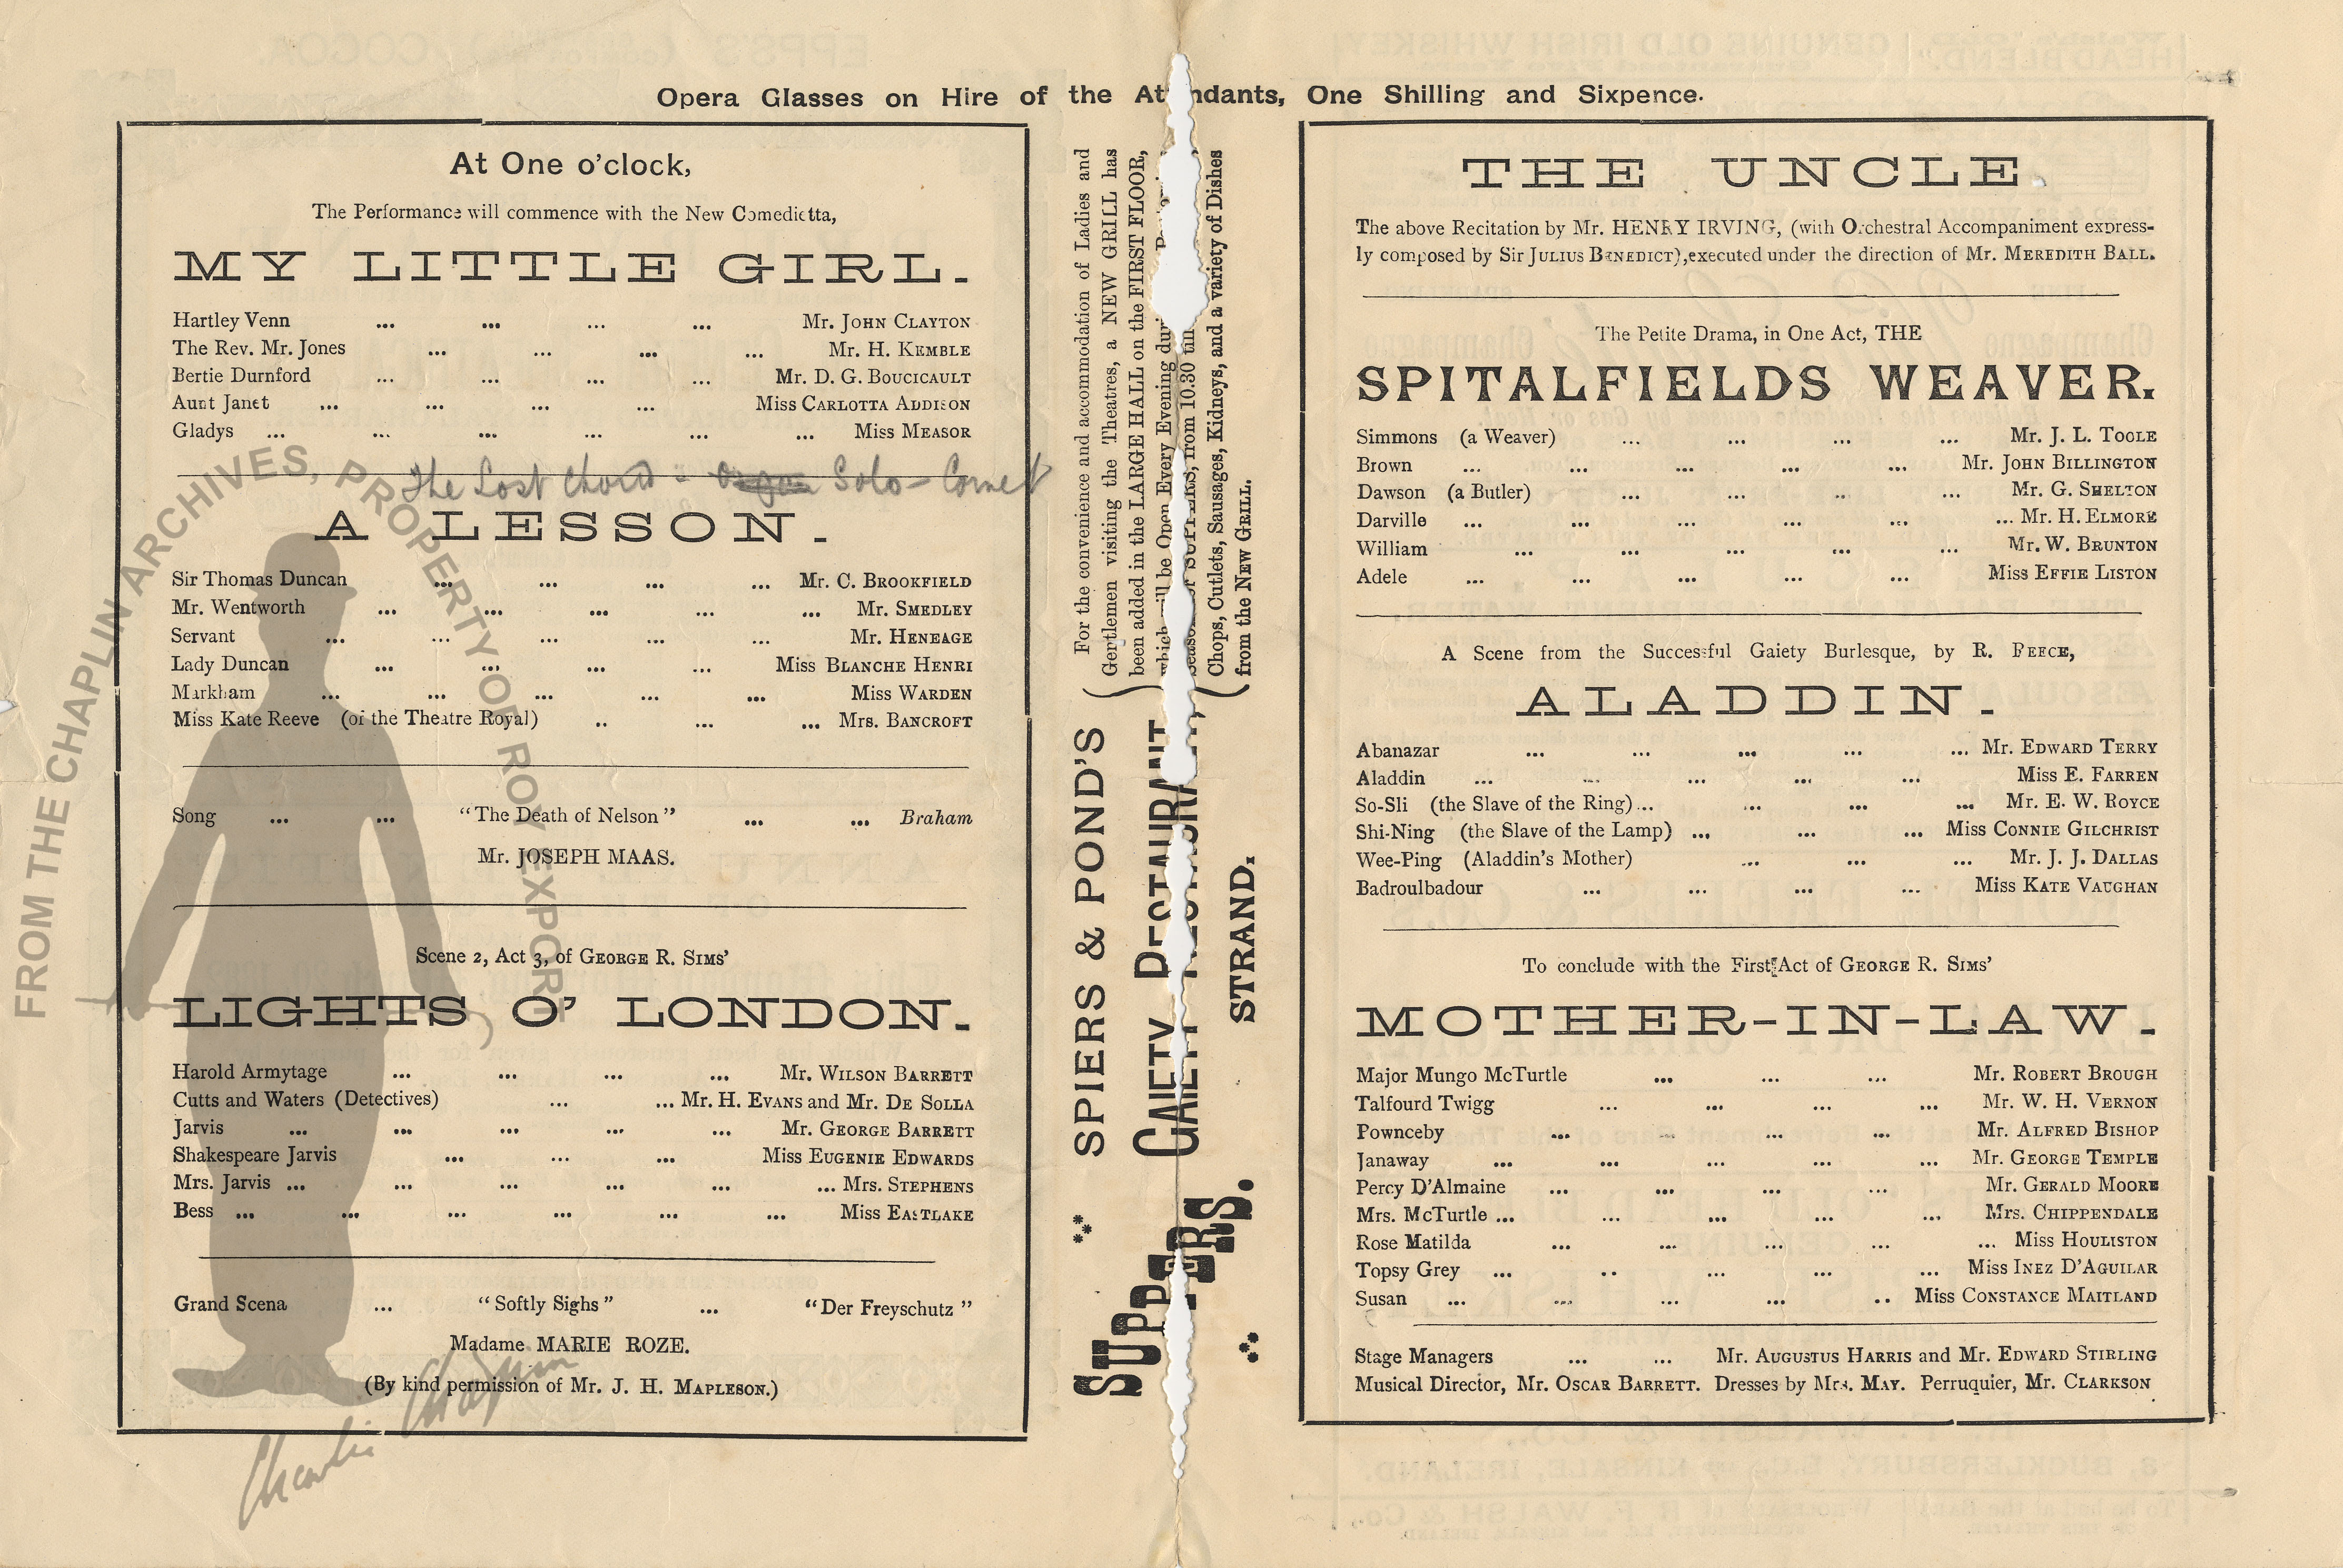 Opera Glasses on Hire of the Attendants, One Shilling and Sixpence.
At One o'clock,
The Performance will commence with the New Comedietta,
MY LITTLE GIRL.
Hartley Venn ... ... ... ... Mr. JOHN CLAYTON
The Rev. Mr. Jones ... ... ... ... Mr. H. KEMBLE
Bertie Durnford ... ... ... ... Mr. D. G. BOUCICAULT
Aunt Janet ... ... ... ... Miss CARLOTTA ADDISON
Gladys ... ... ... ... ... ... Miss MEASOR
The Lost Chord - Organ Solo - Cornet
A LESSON.
Sir Thomas Duncan ... ... ... ... Mr. C. BROOKFIELD
Mr. Wentworth ... ... ... ... ... Mr. SMEDLEY
Servant ... ... ... ... ... Mr. HENEAGE
Lady Duncan ... ... ... ... Miss BLANCHE HENRI
Markham ... ... ... ... ... Miss WARDEN
Miss Kate Reeve (of the Theatre Royal) .. ... ... Mrs. BANCROFT
Song ... ... "The Death of Nelson" ... ... Braham
Mr. JOSEPH MAAS.
Scene 2, Act 3, of GEORGE R. SIMS'
LIGHTS O' LONDON.
Harold Armytage ... ... ... ... Mr. WILSON BARRETT
Cutts and Waters (Detectives) ... ... Mr. H. EVANS and Mr. DE SOLLA
Jarvis ... ... ... ... ... Mr. GEORGE BARRETT
Shakespeare Jarvis ... ... ... Miss EUGENIE EDWARDS
Mrs. Jarvis ... ... ... ... ... ... Mrs. STEPHENS
Bess ... ... ... ... ... ... Miss EASTLAKE
Grand Scena ... "Softly Sighs" ... "Der Freyschutz"
Madame MARIE ROZE.
(By kind permission of Mr. J. H. MAPLESON.)
FROM THE CHAPLIN ARCHIVES, PROPERTY OF ROY EXPORT
Charlie Chaplin
SUPPERS.
SPIERS & POND'S
GAIETY RESTAURANT,
STRAND.
For the convenience and accommodation of Ladies and
Gentlemen visiting the Theatres, a NEW GRILL has
been added in the LARGE HALL on the FIRST FLOOR,
which will be Open Every Evening
SUPPERS, from 10.30 till
Chops, Cutlets, Sausages, Kidneys, and a variety of Dishes
from the NEW GRILL.
THE UNCLE.
The above Recitation by Mr. HENRY IRVING, (with Orchestral Accompaniment express-
ly composed by Sir JULIUS BENEDICT), executed under the direction of Mr. MEREDITH BALL.
The Petite Drama, in One Act, THE
SPITALFIELDS WEAVER.
Simmons (a Weaver) ... ... ... ... Mr. J. L. TOOLE
Brown ... ... ... ... ... Mr. JOHN BILLINGTON
Dawson (a Butler) ... ... .. ... Mr. G. SHELTON
Darville ... ... ... ... ... ... Mr. H. ELMORE
William ... ... ... ... ... Mr. W. BRUNTON
Adele ... ... ... ... ... Miss EFFIE LISTON
A Scene from the Successful Gaiety Burlesque, by R. REECE,
ALADDIN.
Abanazar ... ... ... ... ... Mr. EDWARD TERRY
Aladdin ... ... ... ... ... Miss E. FARREN
So-Sli (the Slave of the Ring) ... ... ... ... Mr. E. W. ROYCE
Shi-Ning (the Slave of the Lamp) ... ... ... Miss CONNIE GILCHRIST
Wee-Ping (Aladdin's Mother) ... ... ... Mr. J. J. DALLAS
Badroulbadour ... ... ... ... Miss KATE VAUGHAN
To conclude with the First Act of GEORGE R. SIMS'
MOTHER-IN-LAW.
Major Mungo McTurtle ... ... ... Mr. ROBERT BROUGH
Talfourd Twigg ... ... ... ... Mr. W. H. VERNON
Pownceby ... ... ... ... Mr. ALFRED BISHOP
Janaway ... ... ... ... ... Mr. GEORGE TEMPLE
Percy D'Almaine ... ... ... ... Mr. GERALD MOORE
Mrs. McTurtle ... ... ... ... ... Mrs. CHIPPENDALE
Rose Matilda ... ... ... ... ... Miss HOULISTON
Topsy Grey ... .. ... ... ... Miss INEZ D'AGUILAR
Susan ... ... ... ... .. Miss CONSTANCE MAITLAND
Stage Managers ... ... Mr. AUGUSTUS HARRIS and Mr. EDWARD STIRLING
Musical Director, Mr. OSCAR BARRETT. Dresses by Mrs. MAY. Perruquier, Mr. CLARKSON